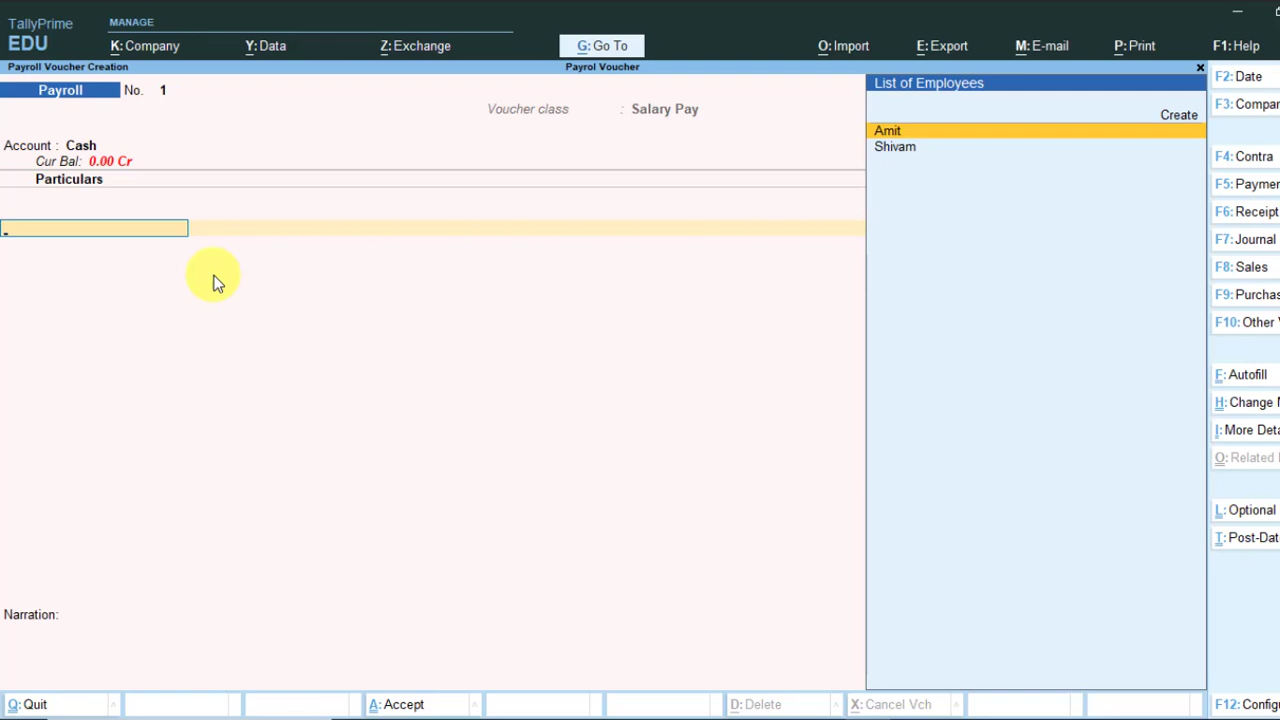 TallyPrime
EDU
MANAGE
K: Company
Y: Data
Z: Exchange
G: Go To
O: Import
E: Export
M: E-mail
P: Print
F1: Help
Payroll Voucher Creation
Payrol Voucher
Payroll No. 1
Voucher class : Salary Pay
Account : Cash
Cur Bal: 0.00 Cr
Particulars
Narration:
List of Employees
Create
Amit
Shivam
F2: Date
F3: Compar
F4: Contra
F5: Paymer
F6: Receipt
F7: Journal
F8: Sales
F9: Purchas
F10: Other
F: Autofill
H: Change
I: More Deta
O: Related
L: Optional
T: Post-Dat
Q: Quit
A: Accept
D: Delete
X: Cancel Vch
F12: Config